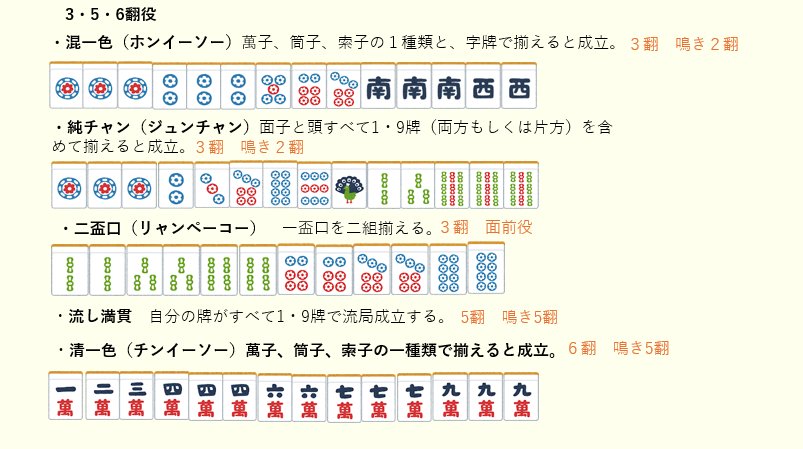 3・5・6翻役
・混一色（ホンイーソー）萬子、筒子、索子の１種類と、字牌で揃えると成立。 ３翻　鳴き２翻
南 南 南 西 西
・純チャン（ジュンチャン）面子と頭すべて1・9牌（両方もしくは片方）を含
めて揃えると成立。３翻　鳴き２翻
・二盃口（リャンペーコー）　一盃口を二組揃える。３翻　面前役
・流し満貫　自分の牌がすべて1・9牌で流局成立する。 5翻　鳴き5翻
・清一色（チンイーソー）萬子、筒子、索子の一種類で揃えると成立。 ６翻　鳴き5翻
一 二 三 四 四 四 六 六 七 七 七 九 九 九
萬 萬 萬 萬 萬 萬 萬 萬 萬 萬 萬 萬 萬 萬